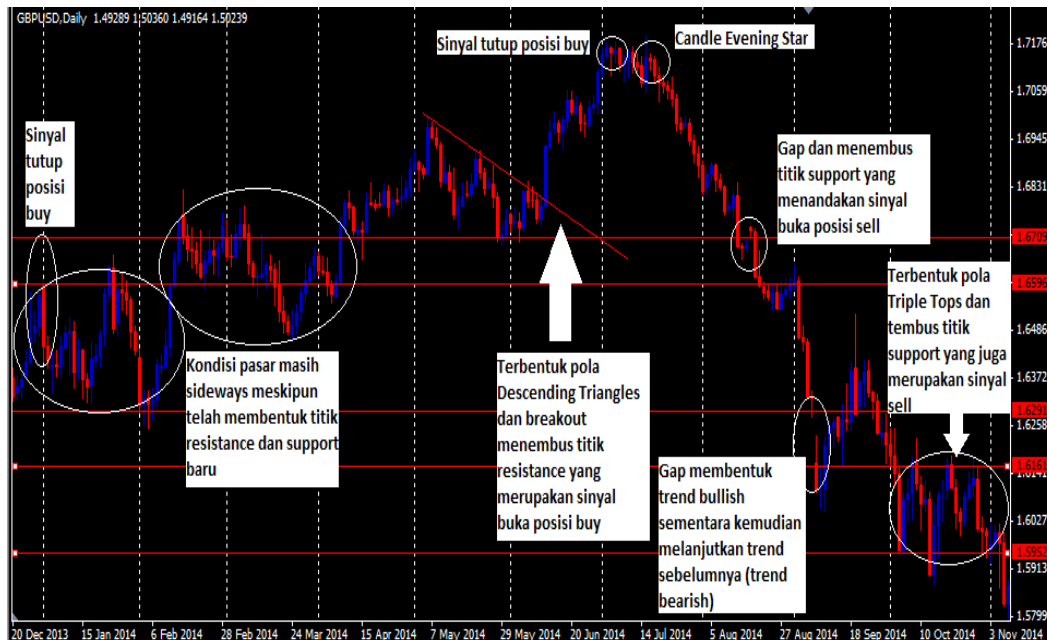 GBPUSD,Daily 1.49289 1.50360 1.49164 1.50239
Sinyal tutup posisi buy
Candle Evening Star
Sinyal
tutup
posisi
buy
Gap dan menembus
titik support yang
menandakan sinyal
buka posisi sell
Terbentuk pola
Triple Tops dan
tembus titik
support yang juga
merupakan sinyal
sell
Kondisi pasar masih
sideways meskipun
telah membentuk titik
resistance dan support
baru
Terbentuk pola
Descending Triangles
dan breakout
menembus titik
resistance yang
merupakan sinyal
buka posisi buy
Gap membentuk
trend bullish
sementara kemudian
melanjutkan trend
sebelumnya (trend
bearish)
1.7176
1.7059
1.6945
1.6831
1.6709
1.6596
1.6486
1.6372
1.6291
1.6258
1.6161
1.6141
1.6027
1.5952
1.5913
1.5799
20 Dec 2013 15 Jan 2014 6 Feb 2014 28 Feb 2014 24 Mar 2014 15 Apr 2014 7 May 2014 29 May 2014 20 Jun 2014 14 Jul 2014 5 Aug 2014 27 Aug 2014 18 Sep 2014 10 Oct 2014 3 Nov 2014